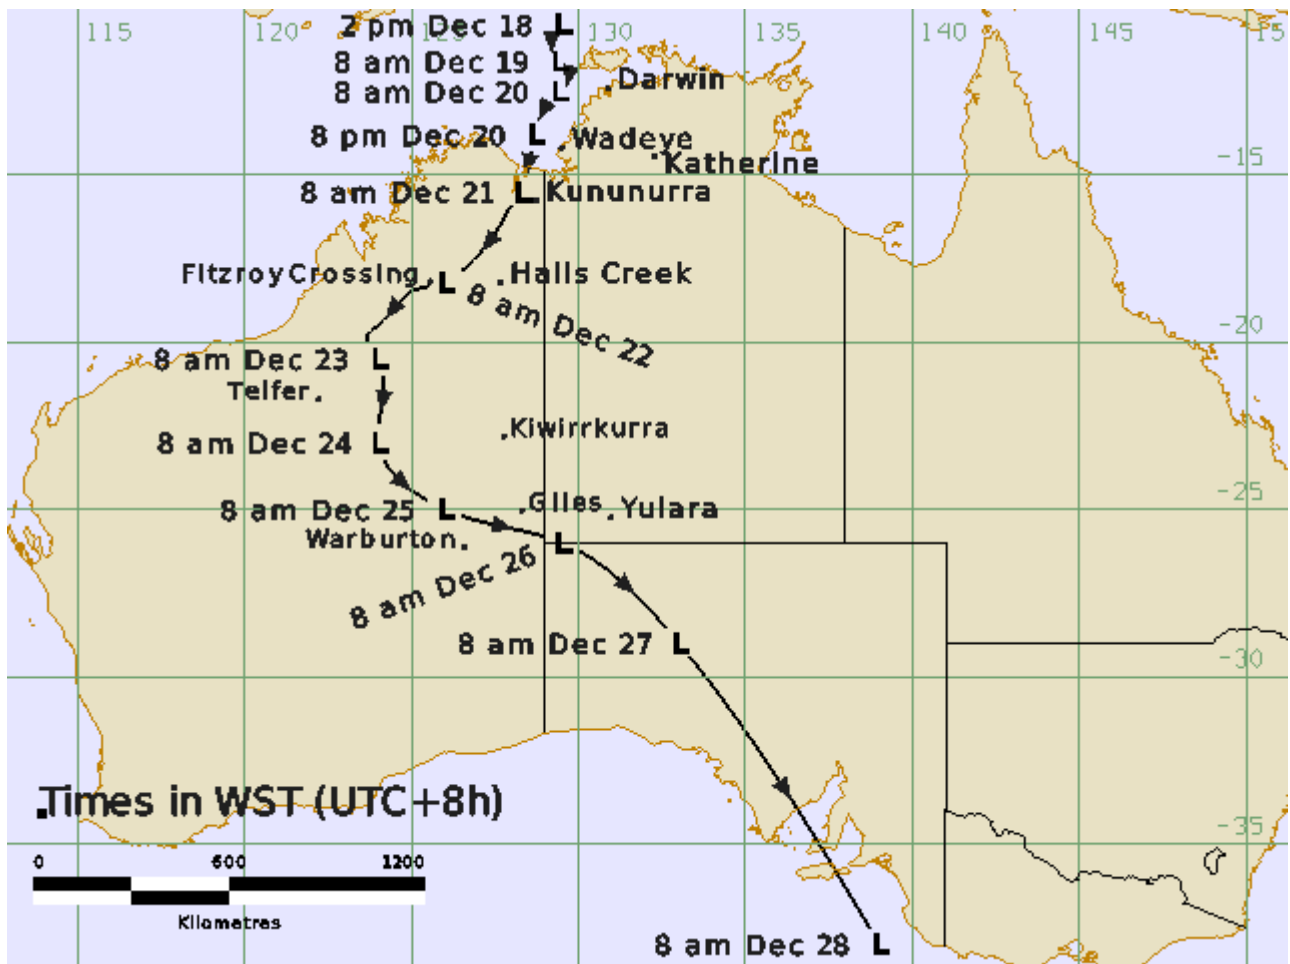 115
120
125
130
135
140
145
15
2 pm Dec 18
8 am Dec 19
8 am Dec 20
Darwin
8 pm Dec 20
Wadeye
Katherine
-15
8 am Dec 21
Kununurra
Fitzroy Crossing
Halls Creek
8 am Dec 22
-20
8 am Dec 23
Telfer
Kiwirrkurra
8 am Dec 24
-25
Giles
Yulara
8 am Dec 25
Warburton
8 am Dec 26
8 am Dec 27
-30
Times in WST (UTC+8h)
-35
0 600 1200
Kilometres
8 am Dec 28
L
L
L
L
L
L
L
L
L
L
L
L